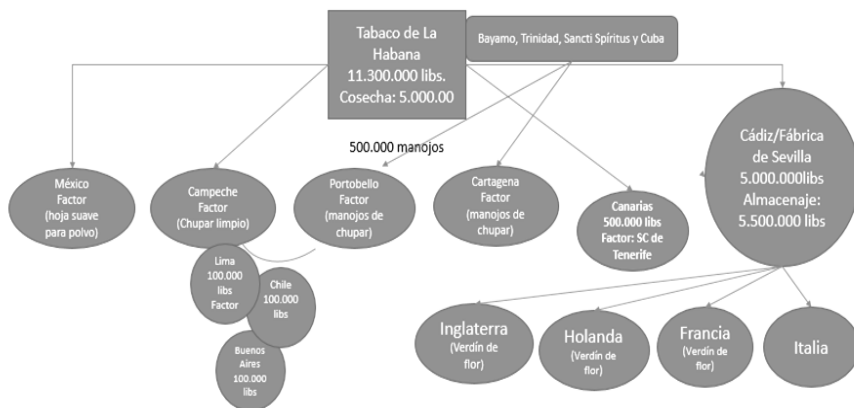 Tabaco de La
Habana
11.300.000 libs.
Cosecha: 5.000.00
Bayamo, Trinidad, Sancti Spíritus y Cuba
500.000 manojos
México
Factor
(hoja suave
para polvo)
Campeche
Factor
(Chupar limpio)
Portobello
Factor
(manojos de
chupar)
Cartagena
Factor
(manojos de
chupar)
Canarias
500.000 libs
Factor: SC de
Tenerife
Cádiz/Fábrica
de Sevilla
5.000.000libs
Almacenaje:
5.500.000 libs
Lima
100.000
libs
Factor
Chile
100.000
libs
Buenos
Aires
100.000
libs
Inglaterra
(Verdín de
flor)
Holanda
(Verdín de
flor)
Francia
(Verdín de
flor)
Italia